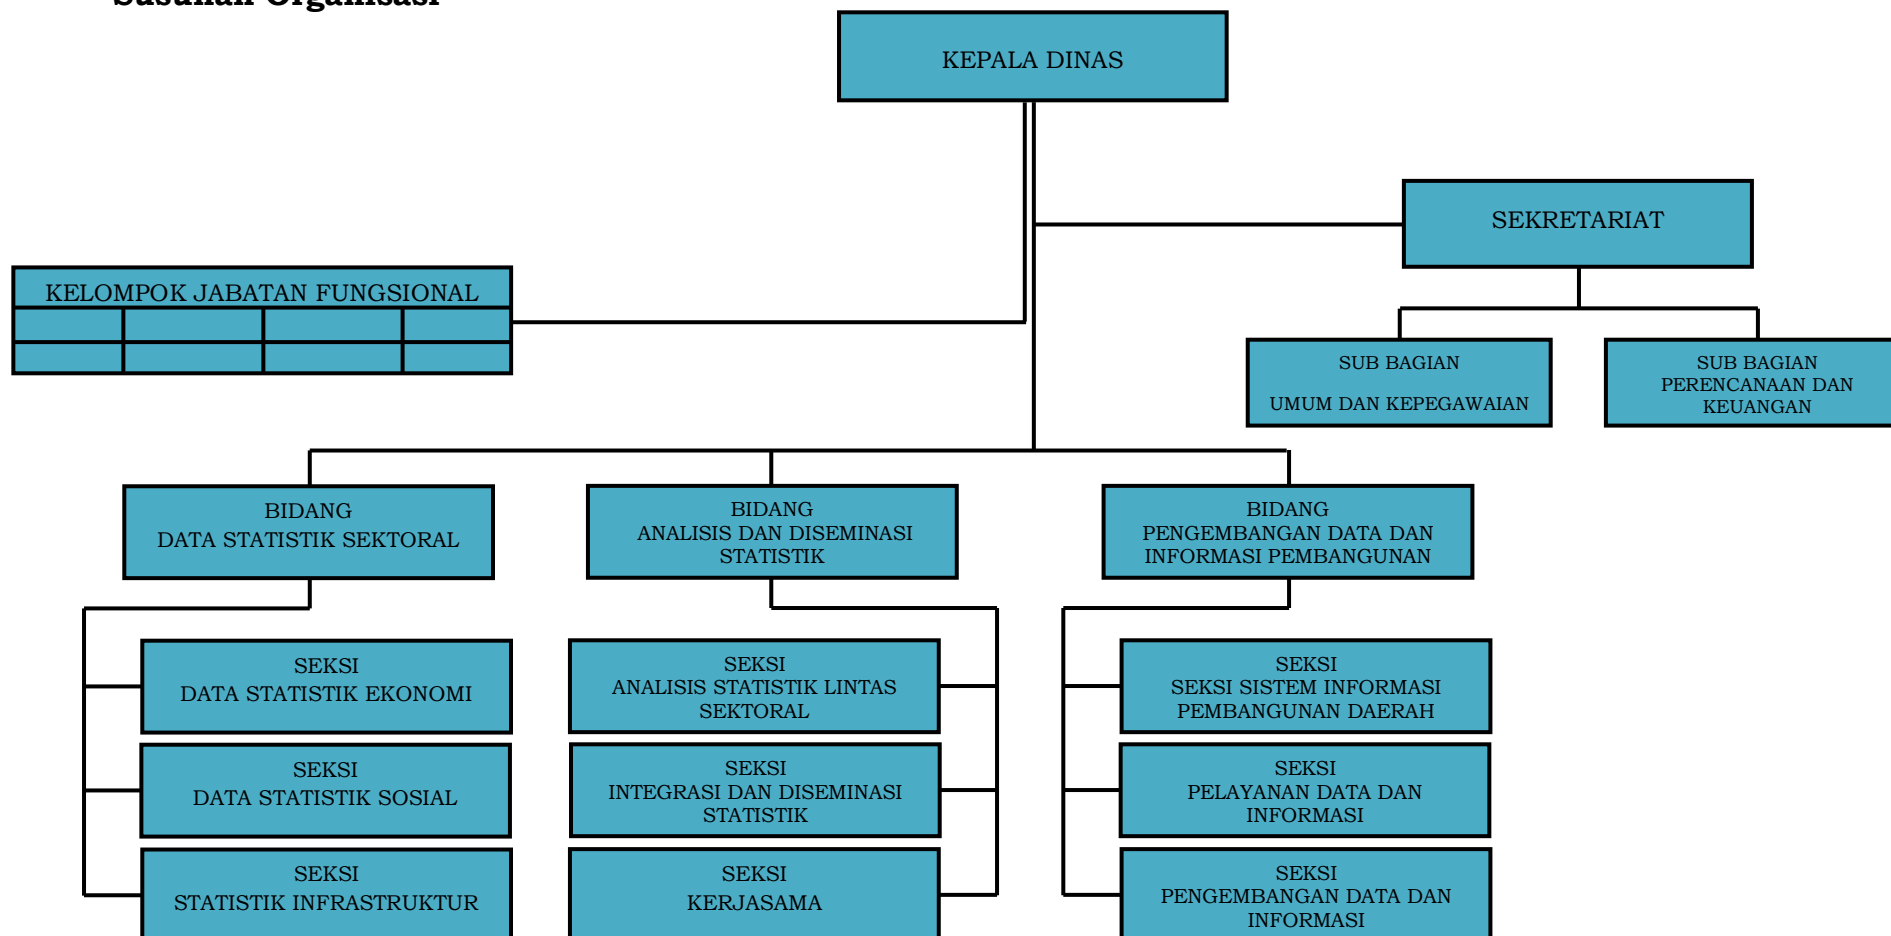 Susunan Organisasi
KEPALA DINAS
SEKRETARIAT
KELOMPOK JABATAN FUNGSIONAL
SUB BAGIAN
UMUM DAN KEPEGAWAIAN
SUB BAGIAN
PERENCANAAN DAN
KEUANGAN
BIDANG
DATA STATISTIK SEKTORAL
BIDANG
ANALISIS DAN DISEMINASI
STATISTIK
BIDANG
PENGEMBANGAN DATA DAN
INFORMASI PEMBANGUNAN
SEKSI
DATA STATISTIK EKONOMI
SEKSI
ANALISIS STATISTIK LINTAS
SEKTORAL
SEKSI
SEKSI SISTEM INFORMASI
PEMBANGUNAN DAERAH
SEKSI
DATA STATISTIK SOSIAL
SEKSI
INTEGRASI DAN DISEMINASI
STATISTIK
SEKSI
PELAYANAN DATA DAN
INFORMASI
SEKSI
STATISTIK INFRASTRUKTUR
SEKSI
KERJASAMA
SEKSI
PENGEMBANGAN DATA DAN
INFORMASI